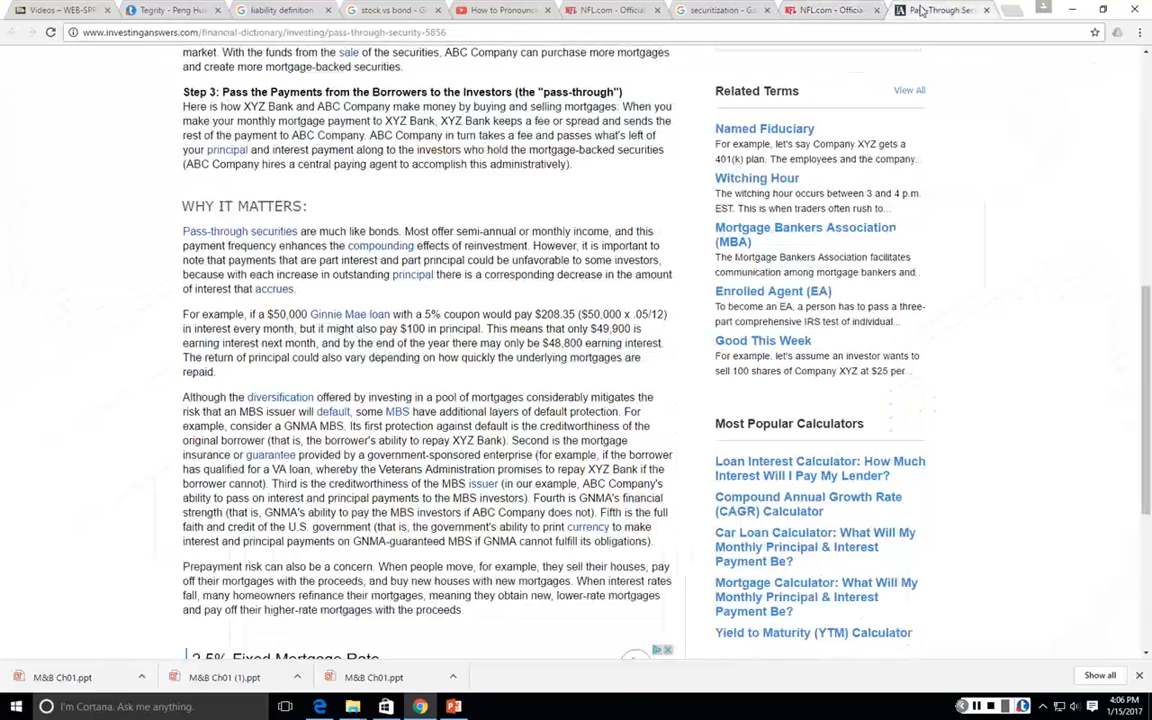 Videos – WEB-SPR
Tegrity - Peng Hua
liability definition
stock vs bond - G
How to Pronounc
NFL.com - Official
securitization - Go
NFL.com - Official
Pass-Through Sec
www.investinganswers.com/financial-dictionary/investing/pass-through-security-5856
market. With the funds from the sale of the securities, ABC Company can purchase more mortgages
and create more mortgage-backed securities.
Step 3: Pass the Payments from the Borrowers to the Investors (the "pass-through")
Here is how XYZ Bank and ABC Company make money by buying and selling mortgages: When you
make your monthly mortgage payment to XYZ Bank, XYZ Bank keeps a fee or spread and sends the
rest of the payment to ABC Company. ABC Company in turn takes a fee and passes what's left of
your principal and interest payment along to the investors who hold the mortgage-backed securities
(ABC Company hires a central paying agent to accomplish this administratively).
WHY IT MATTERS:
Pass-through securities are much like bonds. Most offer semi-annual or monthly income, and this
payment frequency enhances the compounding effects of reinvestment. However, it is important to
note that payments that are part interest and part principal could be unfavorable to some investors,
because with each increase in outstanding principal there is a corresponding decrease in the amount
of interest that accrues.
For example, if a $50,000 Ginnie Mae loan with a 5% coupon would pay $208.35 ($50,000 x .05/12)
in interest every month, but it might also pay $100 in principal. This means that only $49,900 is
earning interest next month, and by the end of the year there may only be $48,800 earning interest.
The return of principal could also vary depending on how quickly the underlying mortgages are
repaid.
Although the diversification offered by investing in a pool of mortgages considerably mitigates the
risk that an MBS issuer will default, some MBS have additional layers of default protection. For
example, consider a GNMA MBS. Its first protection against default is the creditworthiness of the
original borrower (that is, the borrower's ability to repay XYZ Bank). Second is the mortgage
insurance or guarantee provided by a government-sponsored enterprise (for example, if the borrower
has qualified for a VA loan, whereby the Veterans Administration promises to repay XYZ Bank if the
borrower cannot). Third is the creditworthiness of the MBS issuer (in our example, ABC Company's
ability to pass on interest and principal payments to the MBS investors). Fourth is GNMA's financial
strength (that is, GNMA's ability to pay the MBS investors if ABC Company does not). Fifth is the full
faith and credit of the U.S. government (that is, the government's ability to print currency to make
interest and principal payments on GNMA-guaranteed MBS if GNMA cannot fulfill its obligations).
Prepayment risk can also be a concern. When people move, for example, they sell their houses, pay
off their mortgages with the proceeds, and buy new houses with new mortgages. When interest rates
fall, many homeowners refinance their mortgages, meaning they obtain new, lower-rate mortgages
and pay off their higher-rate mortgages with the proceeds.
2.5% Fixed Mortgage Rate
Related Terms
View All
Named Fiduciary
For example, let's say Company XYZ gets a
401(k) plan. The employees and the company...
Witching Hour
The witching hour occurs between 3 and 4 p.m.
EST. This is when traders often rush to...
Mortgage Bankers Association
(MBA)
The Mortgage Bankers Association facilitates
communication among mortgage bankers and..
Enrolled Agent (EA)
To become an EA, a person has to pass a three-
part comprehensive IRS test of individual...
Good This Week
For example. let's assume an investor wants to
sell 100 shares of Company XYZ at $25 per...
Most Popular Calculators
Loan Interest Calculator: How Much
Interest Will I Pay My Lender?
Compound Annual Growth Rate
(CAGR) Calculator
Car Loan Calculator: What Will My
Monthly Principal & Interest
Payment Be?
Mortgage Calculator: What Will My
Monthly Principal & Interest
Payment Be?
Yield to Maturity (YTM) Calculator
M&B Ch01.ppt
M&B Ch01 (1).ppt
M&B Ch01.ppt
Show all
I'm Cortana. Ask me anything.
4:06 PM
1/15/2017